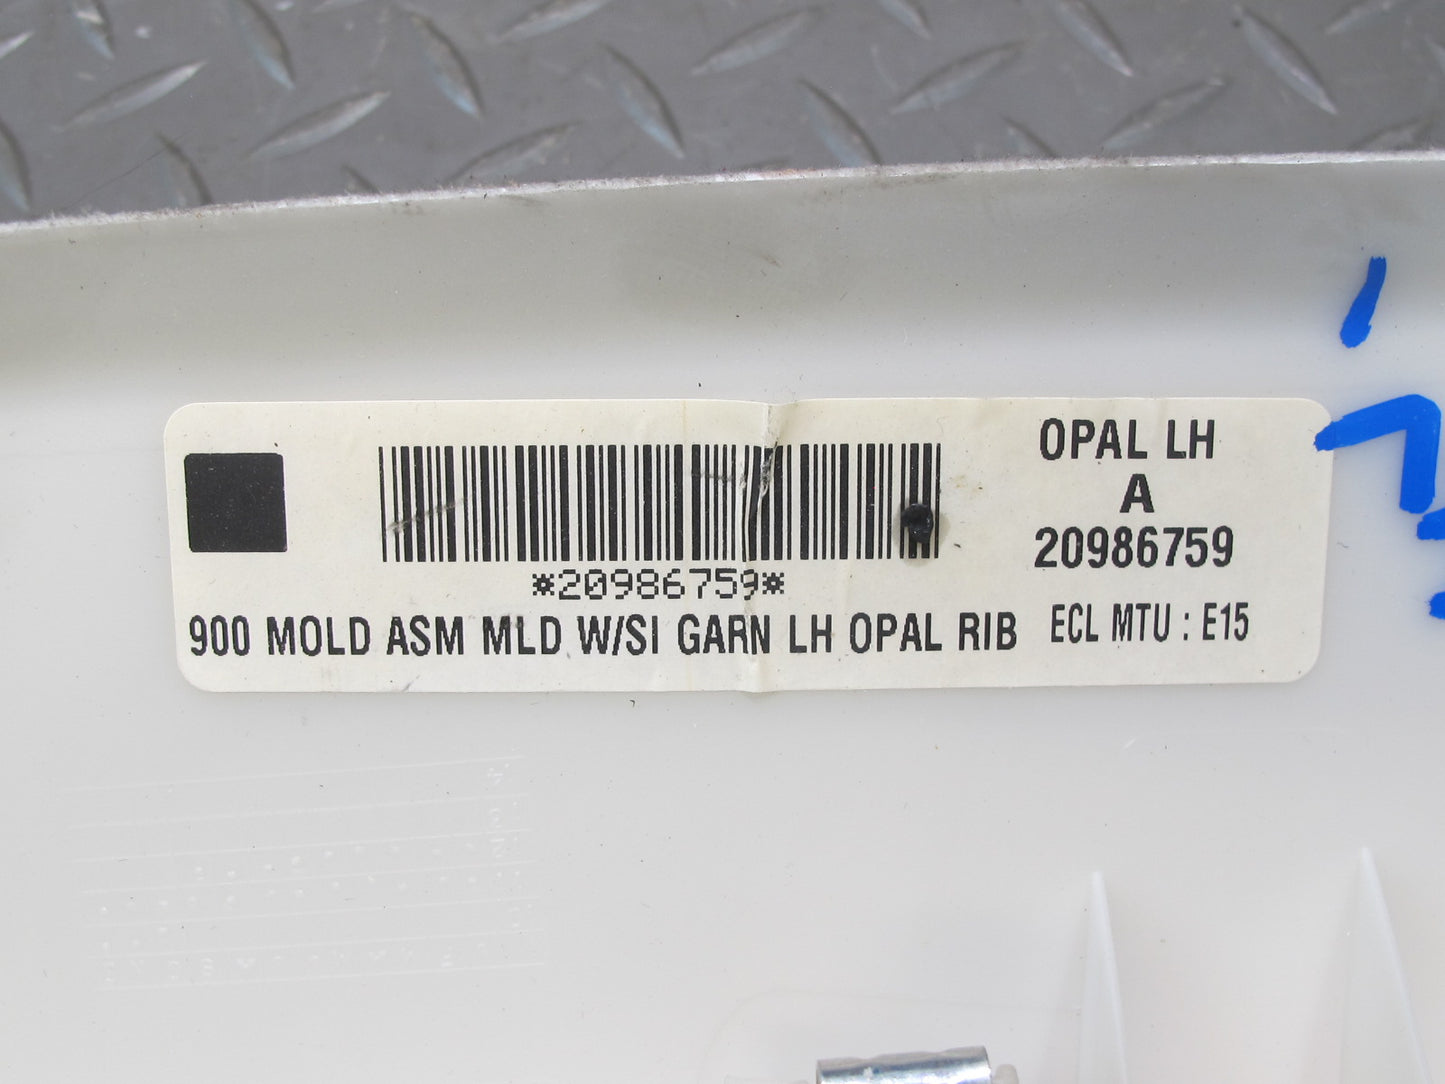 OPAL LH
A
20986759
*20986759*
900 MOLD ASM MLD W/SI GARN LH OPAL RIB
ECL MTU : E15